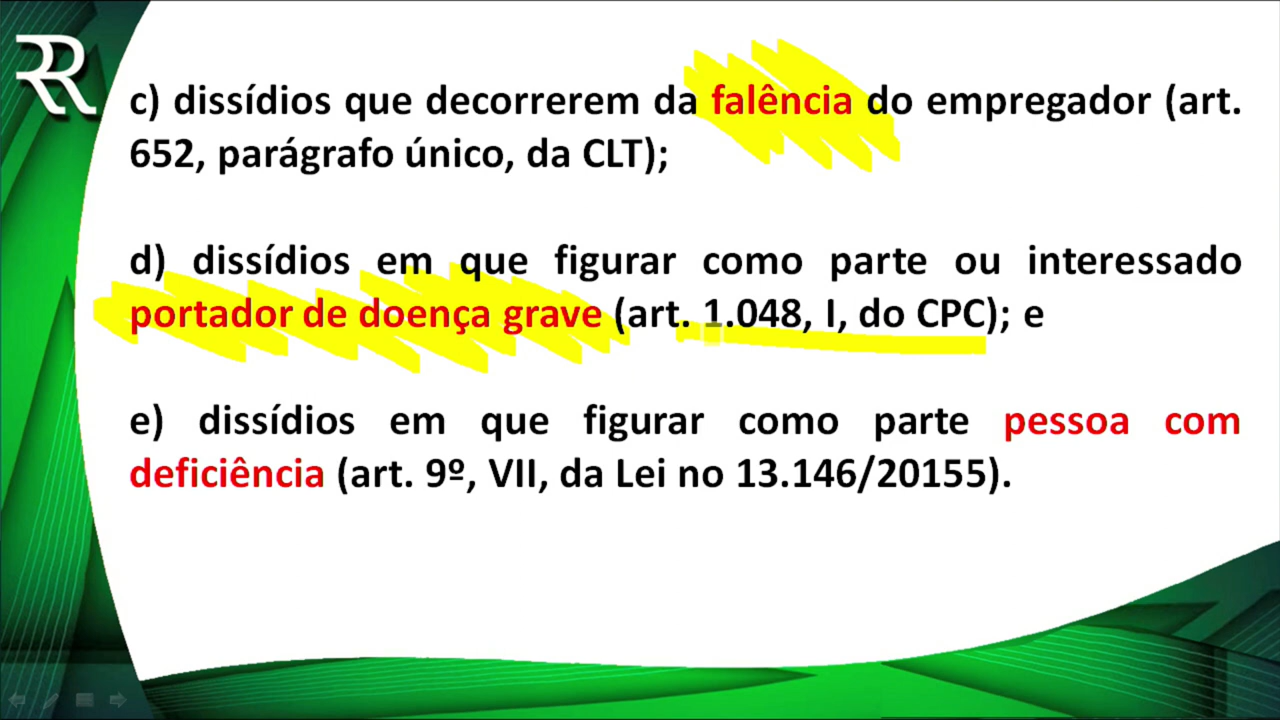 RR
c) dissídios que decorrerem da falência do empregador (art.
652, parágrafo único, da CLT);
d) dissídios em que figurar como parte ou interessado
portador de doença grave (art. 1.048, I, do CPC); e
e) dissídios em que figurar como parte pessoa com
deficiência (art. 9º, VII, da Lei no 13.146/20155).